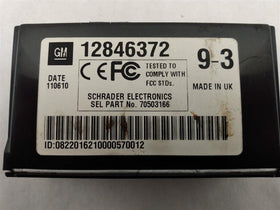 GM 12846372 9-3
DATE
110610
CE FCC TESTED TO
COMPLY WITH
FCC STDs.
MADE IN UK
SCHRADER ELECTRONICS
SEL PART No. 70503166
ID:0822016210000570012